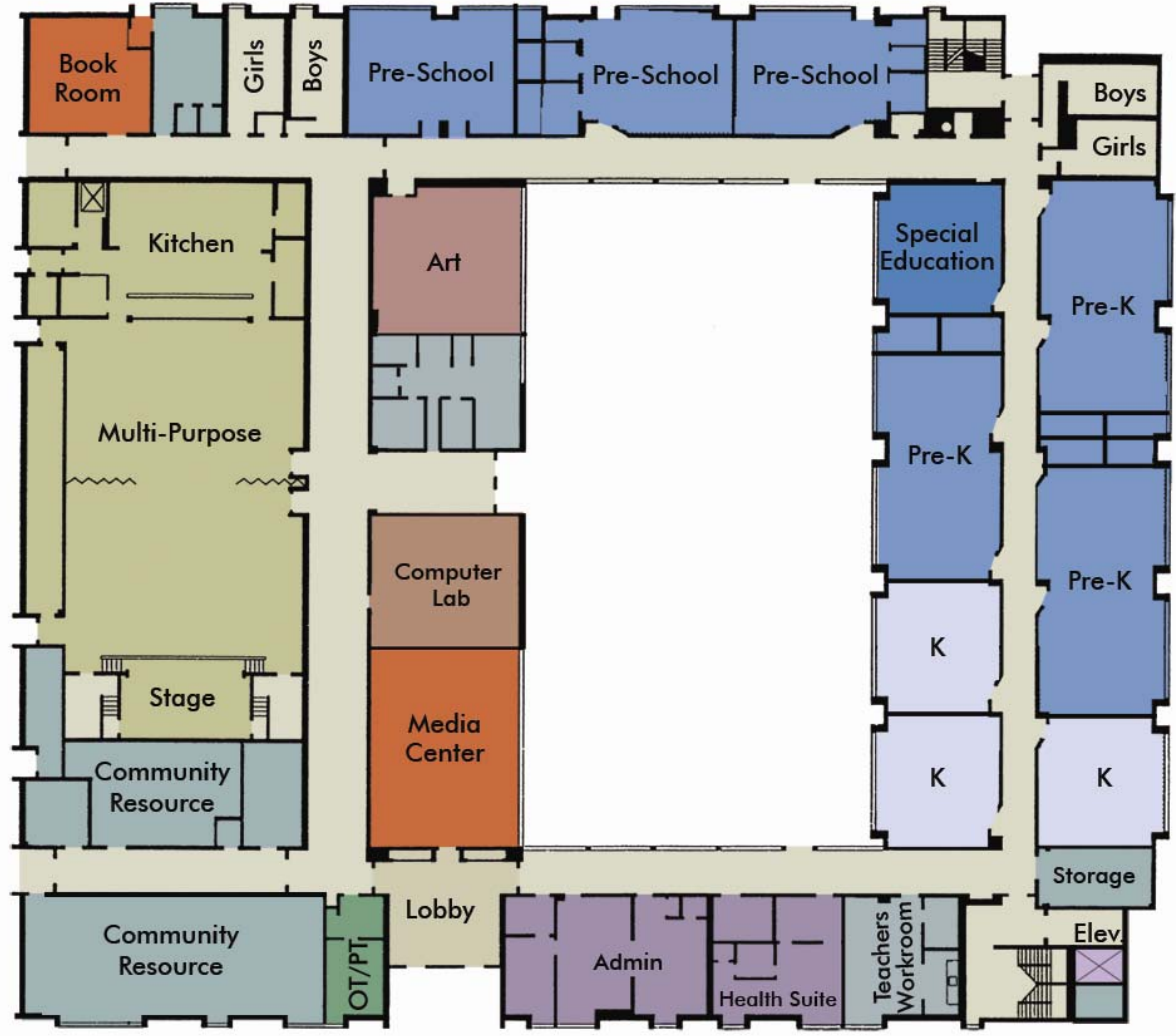 Book
Room
Girls
Boys
Pre-School
Pre-School
Pre-School
Boys
Girls
Kitchen
Art
Special
Education
Pre-K
Multi-Purpose
Pre-K
Computer
Lab
Pre-K
K
Stage
Media
Center
K
K
Community
Resource
Storage
Community
Resource
OT/PT
Lobby
Admin
Health Suite
Teachers
Workroom
Elev.